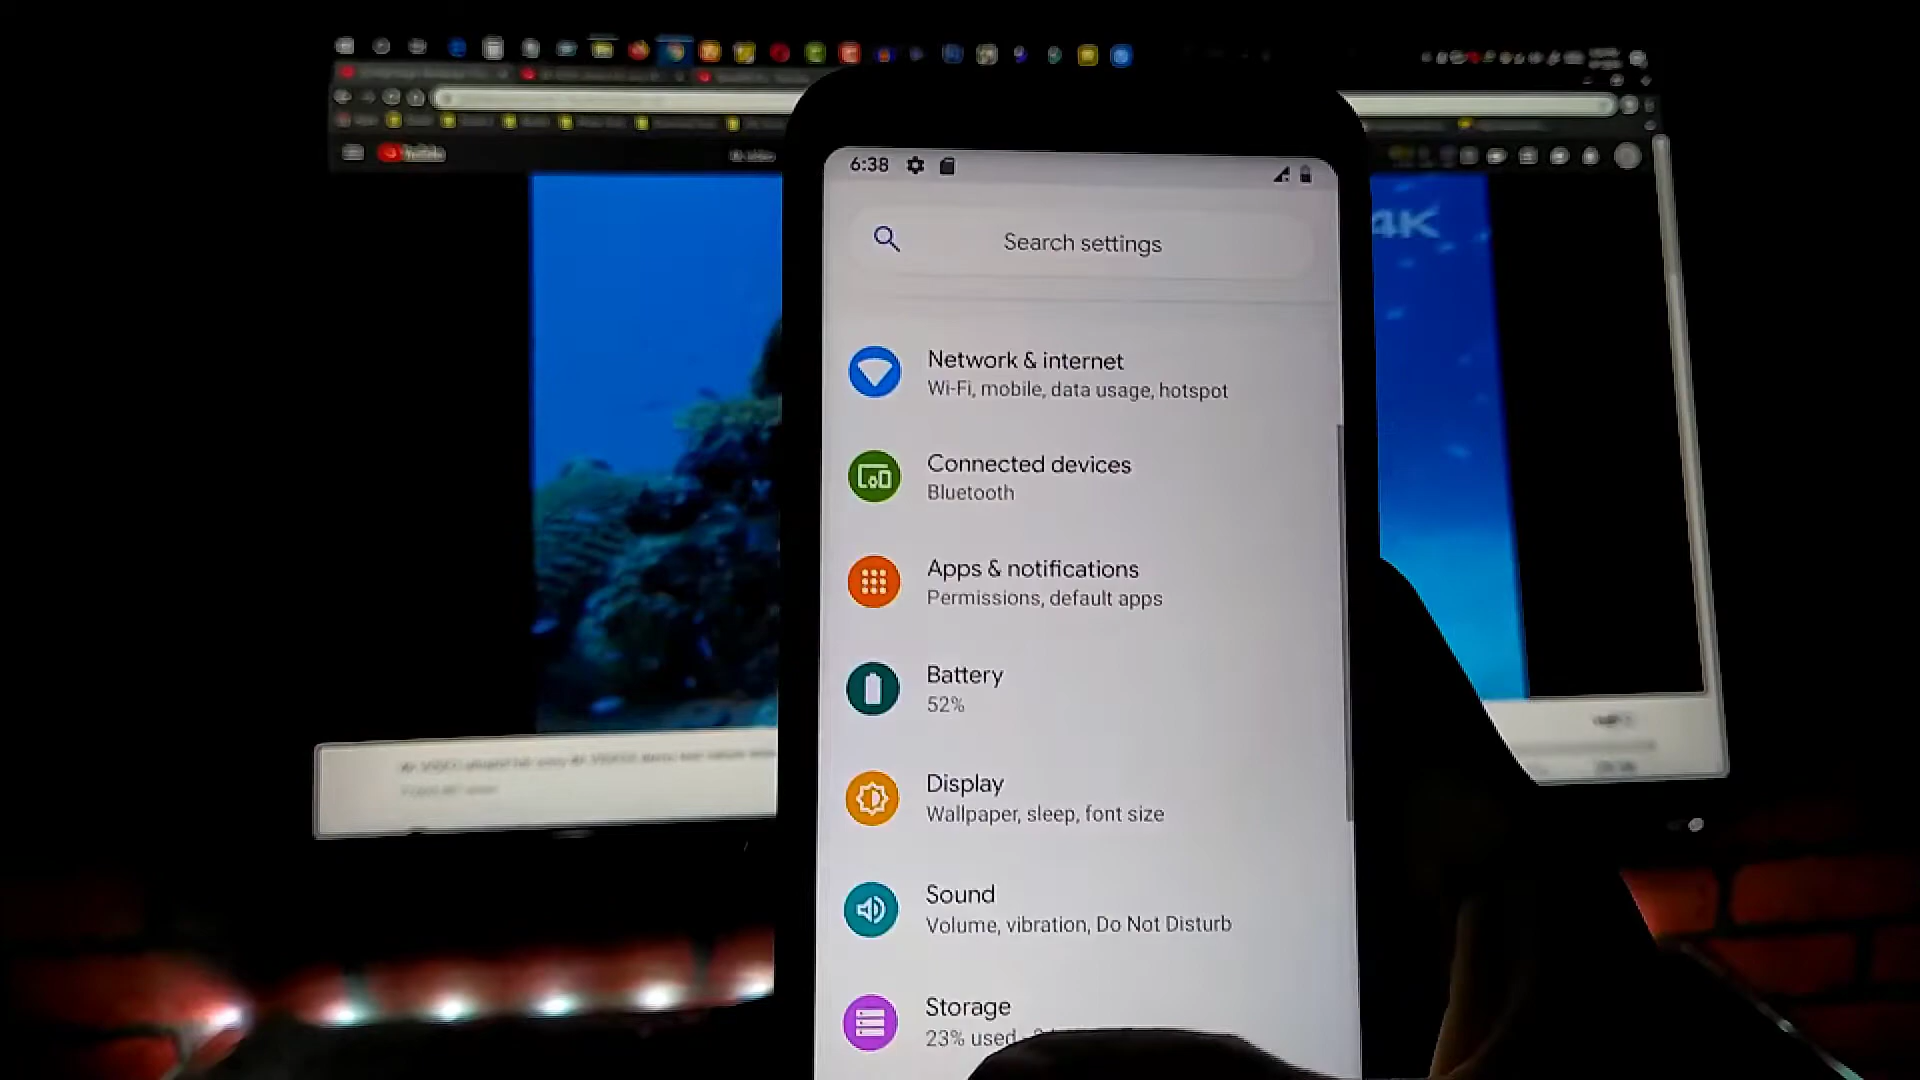 6:38
Search settings
4K
Network & internet
Wi-Fi, mobile, data usage, hotspot
Connected devices
Bluetooth
Apps & notifications
Permissions, default apps
Battery
52%
Display
Wallpaper, sleep, font size
Sound
Volume, vibration, Do Not Disturb
Storage
23% used